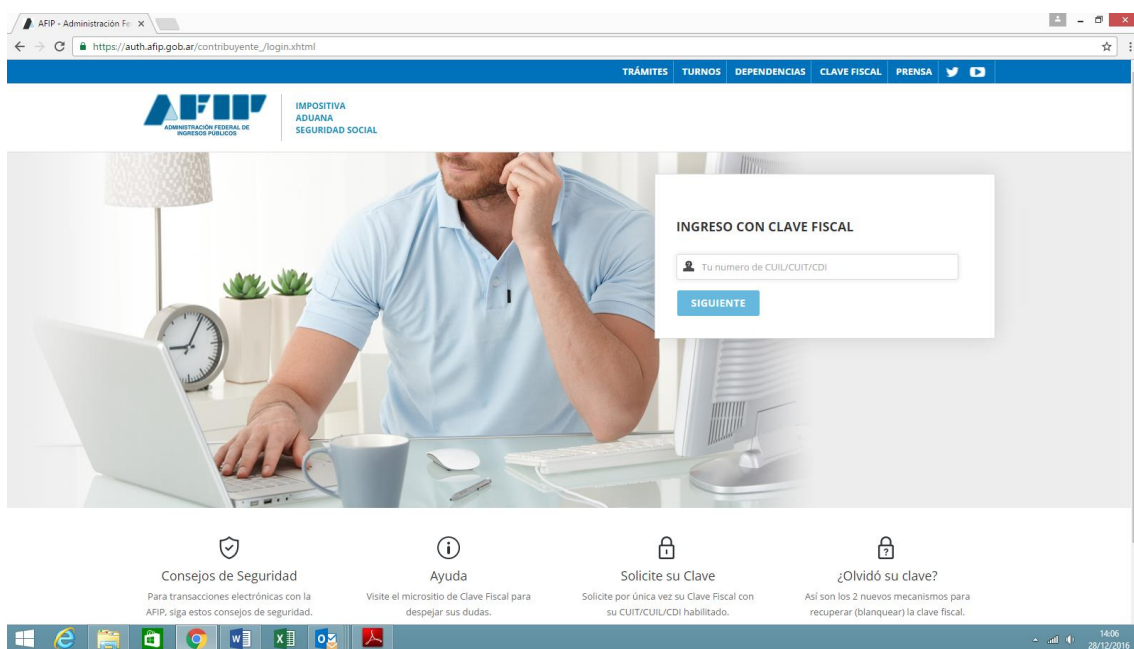 AFIP - Administración Fe
https://auth.afip.gob.ar/contribuyente_/login.xhtml
TRÁMITES TURNOS DEPENDENCIAS CLAVE FISCAL PRENSA
AFIP
ADMINISTRACIÓN FEDERAL DE
INGRESOS PÚBLICOS
IMPOSITIVA
ADUANA
SEGURIDAD SOCIAL
INGRESO CON CLAVE FISCAL
Tu numero de CUIL/CUIT/CDI
SIGUIENTE
Consejos de Seguridad
Para transacciones electrónicas con la
AFIP, siga estos consejos de seguridad.
Ayuda
Visite el micrositio de Clave Fiscal para
despejar sus dudas.
Solicite su Clave
Solicite por única vez su Clave Fiscal con
su CUIT/CUIL/CDI habilitado.
¿Olvidó su clave?
Así son los 2 nuevos mecanismos para
recuperar (blanquear) la clave fiscal.
14:06
28/12/2016